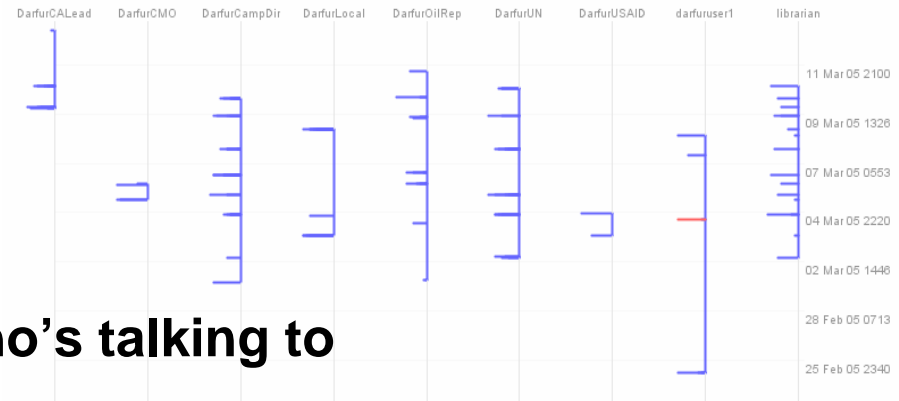 DarfurCALead DarfurCMO DarfurCampDir DarfurLocal DarfurOilRep DarfurUN DarfurUSAID darfuruser1 librarian
11 Mar 05 2100
09 Mar 05 1326
07 Mar 05 0553
04 Mar 05 2220
02 Mar 05 1446
28 Feb 05 0713
25 Feb 05 2340
no's talking to